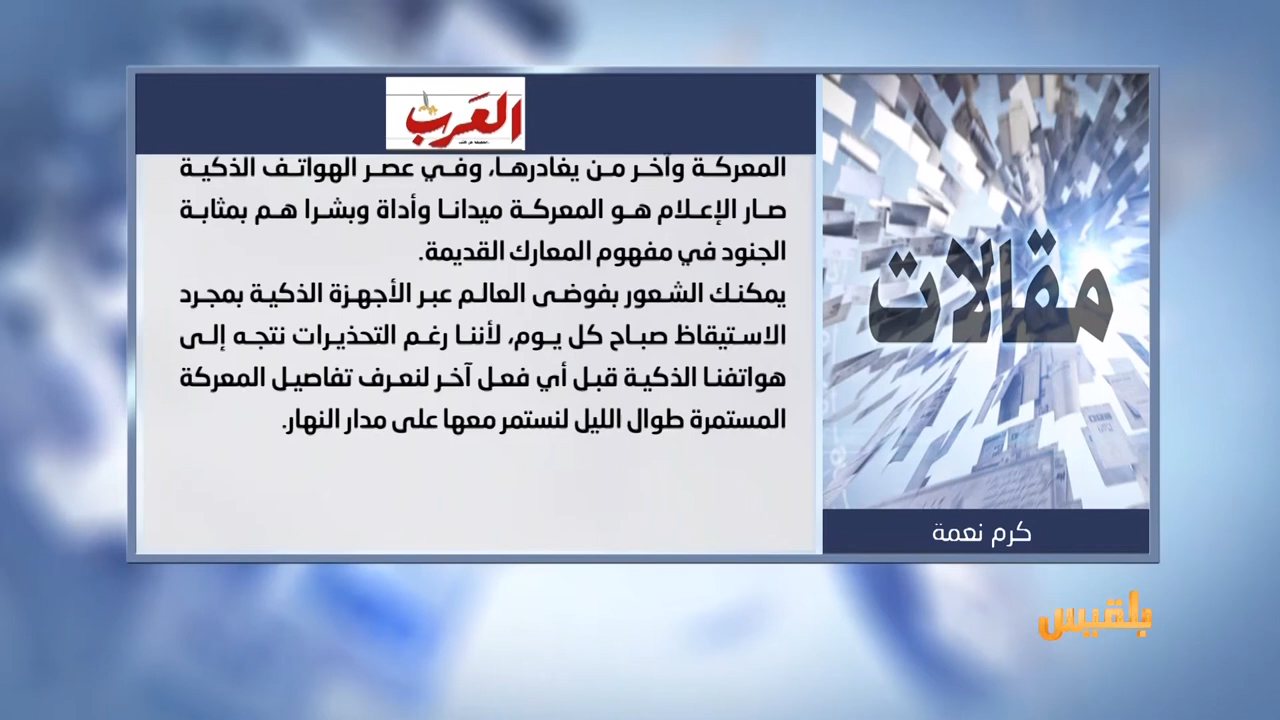 العرب
المعركة وآخر من يغادرها، وفي عصر الهواتف الذكية
صار الإعلام هو المعركة ميدانا وأداة وبشرا هم بمثابة
الجنود في مفهوم المعارك القديمة.
يمكنك الشعور بفوضى العالم عبر الأجهزة الذكية بمجرد
الاستيقاظ صباح كل يوم، لأننا رغم التحذيرات نتجه إلى
هواتفنا الذكية قبل أي فعل آخر لنعرف تفاصيل المعركة
المستمرة طوال الليل لنستمر معها على مدار النهار.
مقالات
كرم نعمة
بلقيس